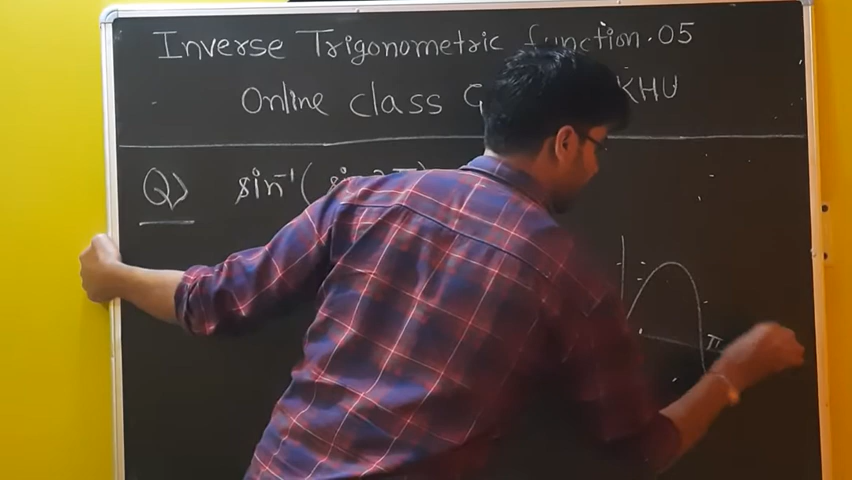 Inverse Trigonometric function.05
Online class KHU
Q> sin⁻¹(
π